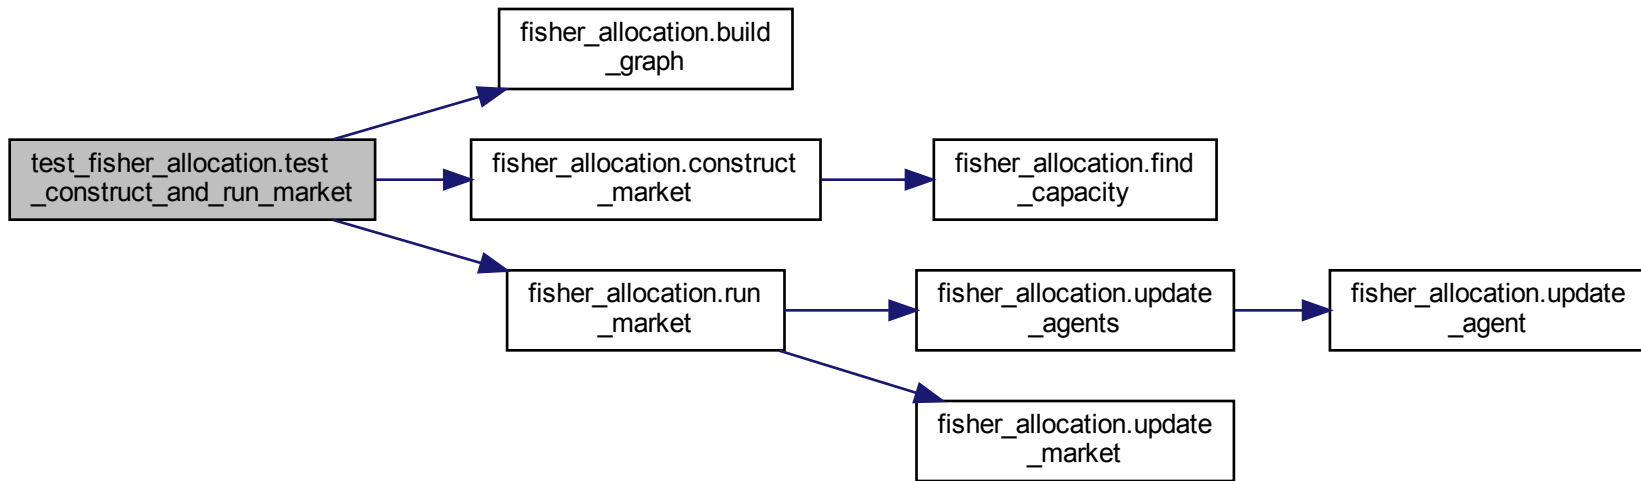 fisher_allocation.build
_graph
test_fisher_allocation.test
_construct_and_run_market
fisher_allocation.construct
_market
fisher_allocation.find
_capacity
fisher_allocation.run
_market
fisher_allocation.update
_agents
fisher_allocation.update
_agent
fisher_allocation.update
_market